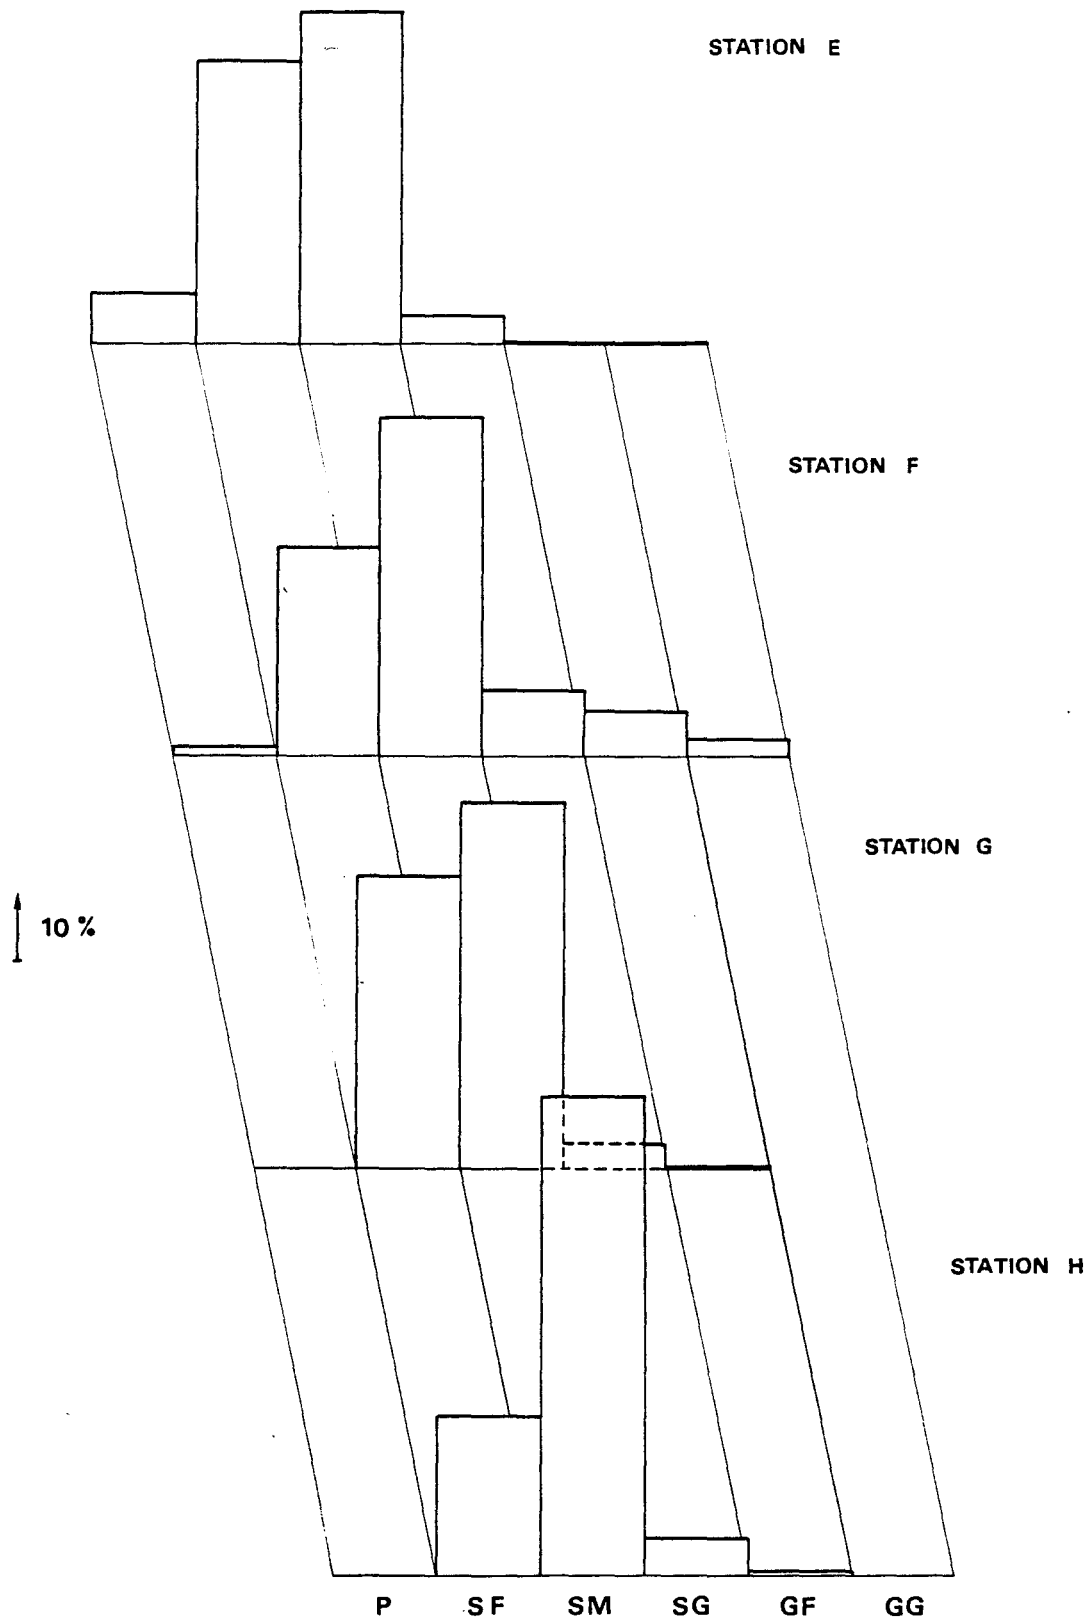 STATION E
STATION F
STATION G
10 %
STATION H
P SF SM SG GF GG